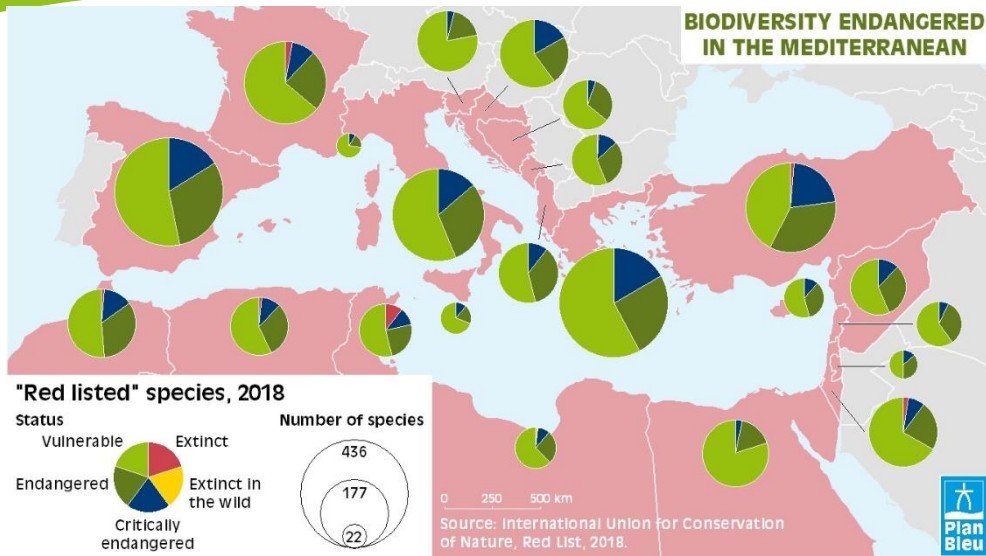 BIODIVERSITY ENDANGERED
IN THE MEDITERRANEAN
"Red listed" species, 2018
Status
Vulnerable
Extinct
Endangered
Extinct in
the wild
Critically
endangered
Number of species
436
177
22
0 250 500 km
Source: International Union for Conservation
of Nature, Red List, 2018.
Plan
Bleu